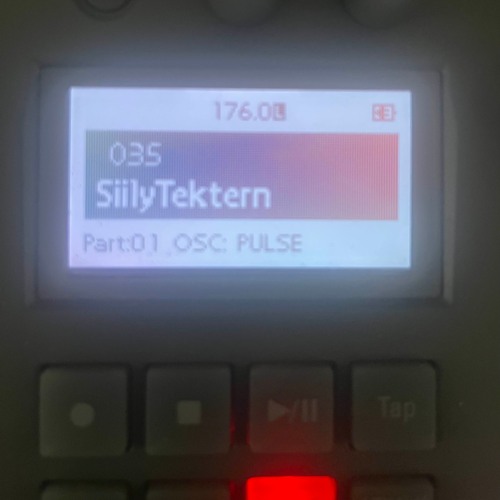 176.0
035
SiilyTektern
Part:01 OSC: PULSE
Tap